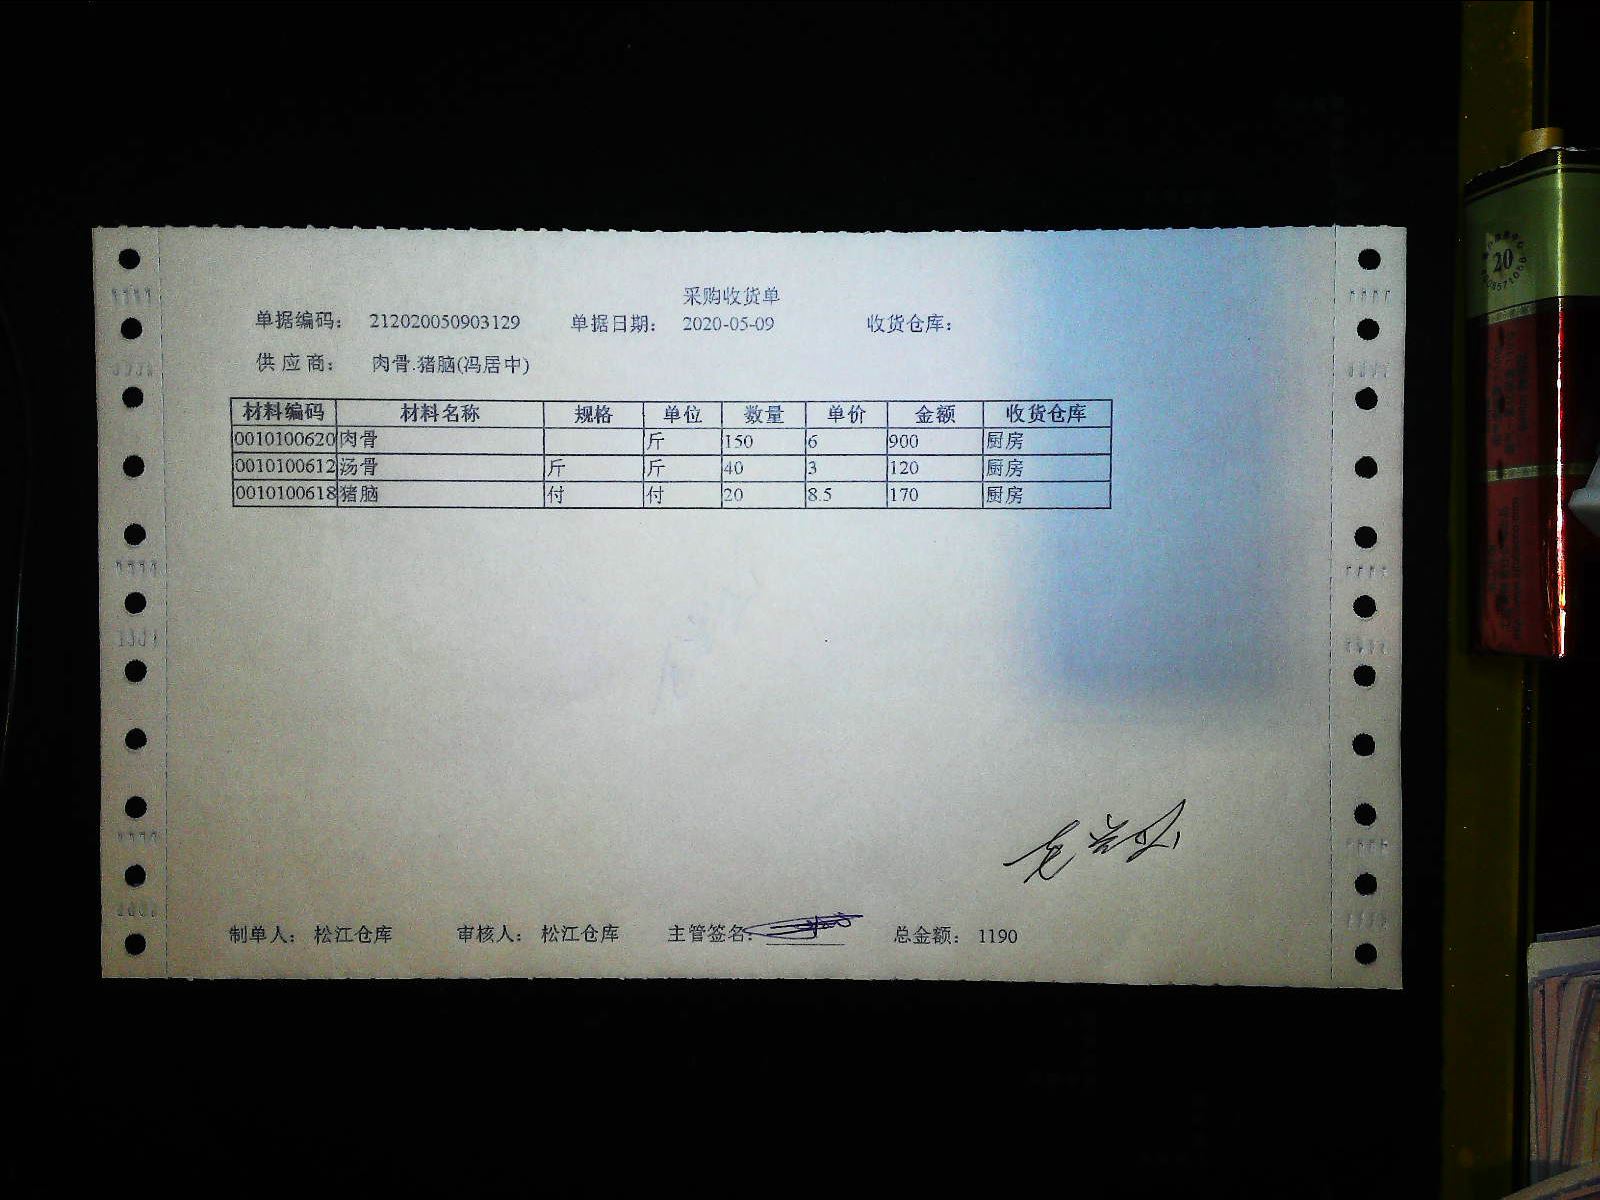 采购收货单
单据编码: 212020050903129 单据日期: 2020-05-09 收货仓库:
供 应 商: 肉骨.猪脑(冯居中)
材料编码 材料名称 规格 单位 数量 单价 金额 收货仓库
0010100620 肉骨 斤 150 6 900 厨房
0010100612 汤骨 斤 斤 40 3 120 厨房
0010100618 猪脑 付 付 20 8.5 170 厨房
制单人: 松江仓库 审核人: 松江仓库 主管签名: 总金额: 1190
20